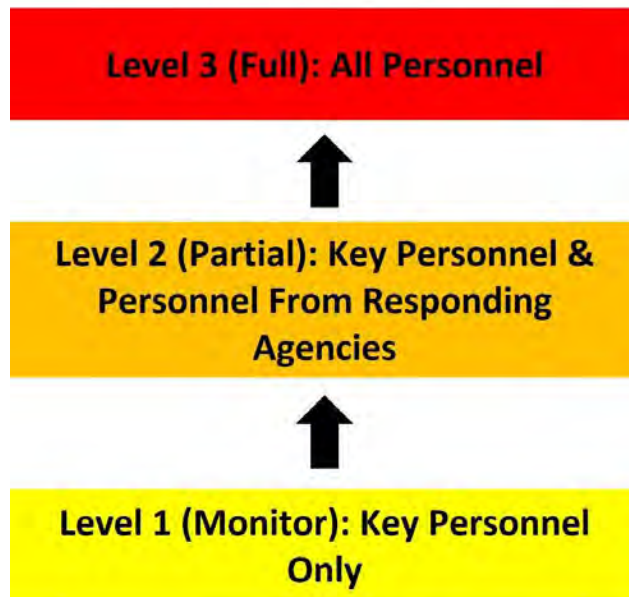 Level 3 (Full): All Personnel
Level 2 (Partial): Key Personnel &
Personnel From Responding
Agencies
Level 1 (Monitor): Key Personnel
Only